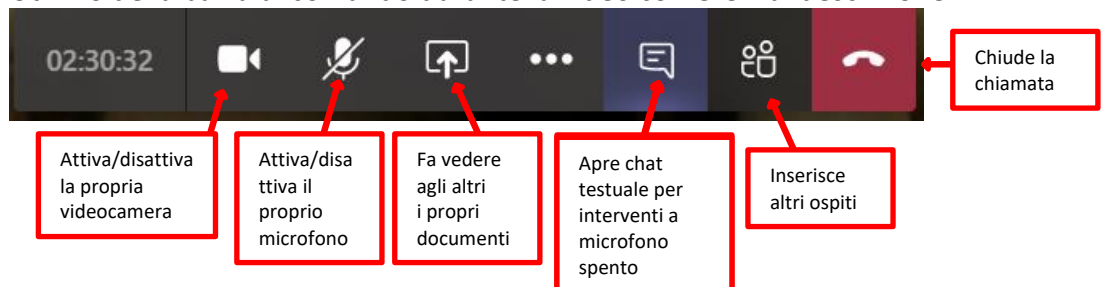 02:30:32
Chiude la
chiamata
Attiva/disattiva
la propria
videocamera
Attiva/disa
ttiva il
proprio
microfono
Fa vedere
agli altri
i propri
documenti
Apre chat
testuale per
interventi a
microfono
spento
Inserisce
altri ospiti